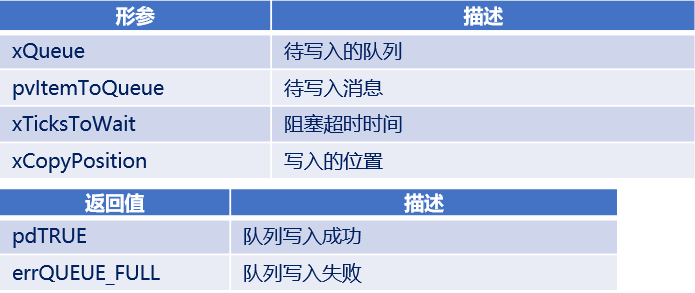 形参 描述
xQueue 待写入的队列
pvItemToQueue 待写入消息
xTicksToWait 阻塞超时时间
xCopyPosition 写入的位置
返回值 描述
pdTRUE 队列写入成功
errQUEUE_FULL 队列写入失败